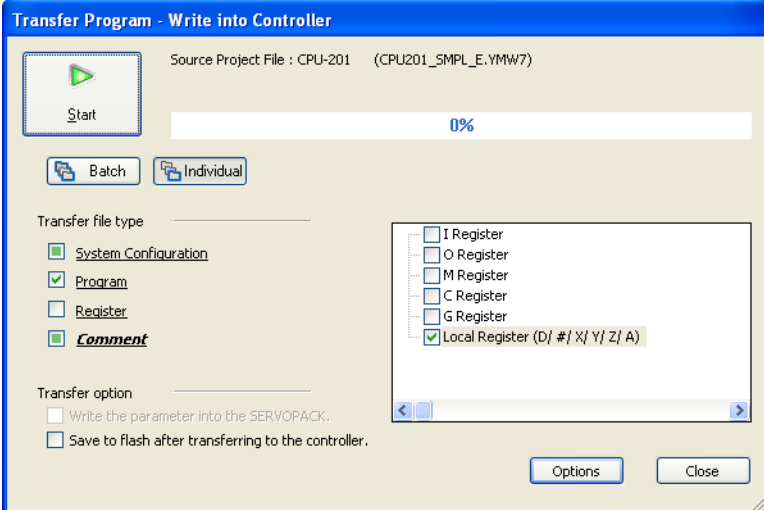 Transfer Program - Write into Controller
Source Project File : CPU-201 (CPU201_SMPL_E.YMW7)
Start
0%
Batch
Individual
Transfer file type
System Configuration
Program
Register
Comment
I Register
O Register
M Register
C Register
G Register
Local Register (D/ #/ X/ Y/ Z/ A)
Transfer option
Write the parameter into the SERVOPACK.
Save to flash after transferring to the controller.
Options
Close